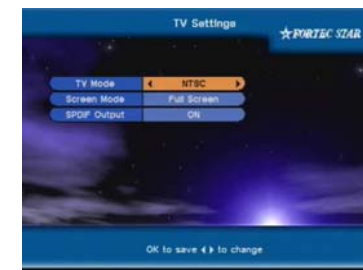 TV Settings
FORTEC STAR
TV Mode NTSC
Screen Mode Full Screen
SPDIF Output ON
OK to save ◀ ▶ to change